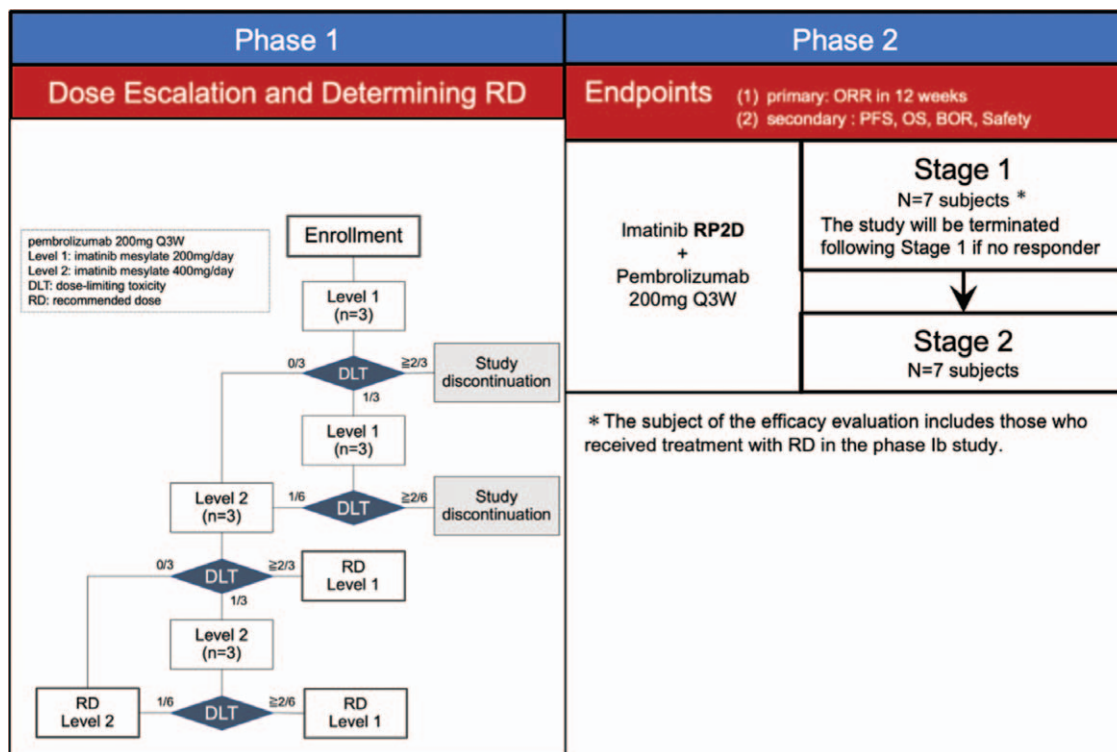 Phase 1
Dose Escalation and Determining RD
pembrolizumab 200mg Q3W
Level 1: imatinib mesylate 200mg/day
Level 2: imatinib mesylate 400mg/day
DLT: dose-limiting toxicity
RD: recommended dose
Enrollment
Level 1
(n=3)
0/3
DLT
≧2/3
Study
discontinuation
1/3
Level 1
(n=3)
Level 2
(n=3)
1/6
DLT
≧2/6
Study
discontinuation
0/3
DLT
≧2/3
RD
Level 1
1/3
Level 2
(n=3)
RD
Level 2
1/6
DLT
≧2/6
RD
Level 1
Phase 2
Endpoints
(1) primary: ORR in 12 weeks
(2) secondary : PFS, OS, BOR, Safety
Imatinib RP2D
+
Pembrolizumab
200mg Q3W
Stage 1
N=7 subjects *
The study will be terminated
following Stage 1 if no responder
Stage 2
N=7 subjects
* The subject of the efficacy evaluation includes those who
received treatment with RD in the phase Ib study.